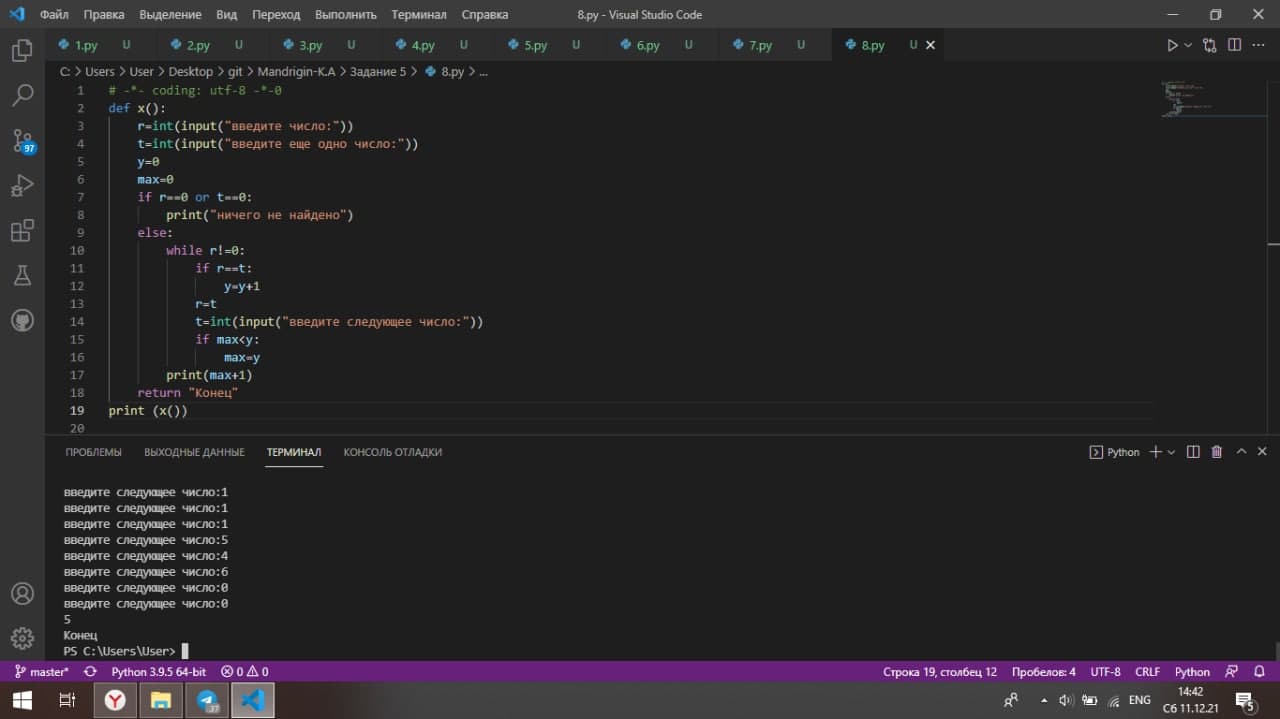 Файл Правка Выделение Вид Переход Выполнить Терминал Справка 8.py - Visual Studio Code
1.py U 2.py U 3.py U 4.py U 5.py U 6.py U 7.py U 8.py U
C: > Users > User > Desktop > git > Mandrigin-K.A > Задание 5 > 8.py > ...
1 # -*- coding: utf-8 -*-0
2 def x():
3 r=int(input("введите число:"))
4 t=int(input("введите еще одно число:"))
5 y=0
6 max=0
7 if r==0 or t==0:
8 print("ничего не найдено")
9 else:
10 while r!=0:
11 if r==t:
12 y=y+1
13 r=t
14 t=int(input("введите следующее число:"))
15 if max<y:
16 max=y
17 print(max+1)
18 return "Конец"
19 print (x())
20
97
ПРОБЛЕМЫ ВЫХОДНЫЕ ДАННЫЕ ТЕРМИНАЛ КОНСОЛЬ ОТЛАДКИ Python
введите следующее число:1
введите следующее число:1
введите следующее число:1
введите следующее число:5
введите следующее число:4
введите следующее число:6
введите следующее число:0
введите следующее число:0
5
Конец
PS C:\Users\User>
master* Python 3.9.5 64-bit 0 0 Строка 19, столбец 12 Пробелов: 4 UTF-8 CRLF Python
37 ENG 14:42
Сб 11.12.21 5